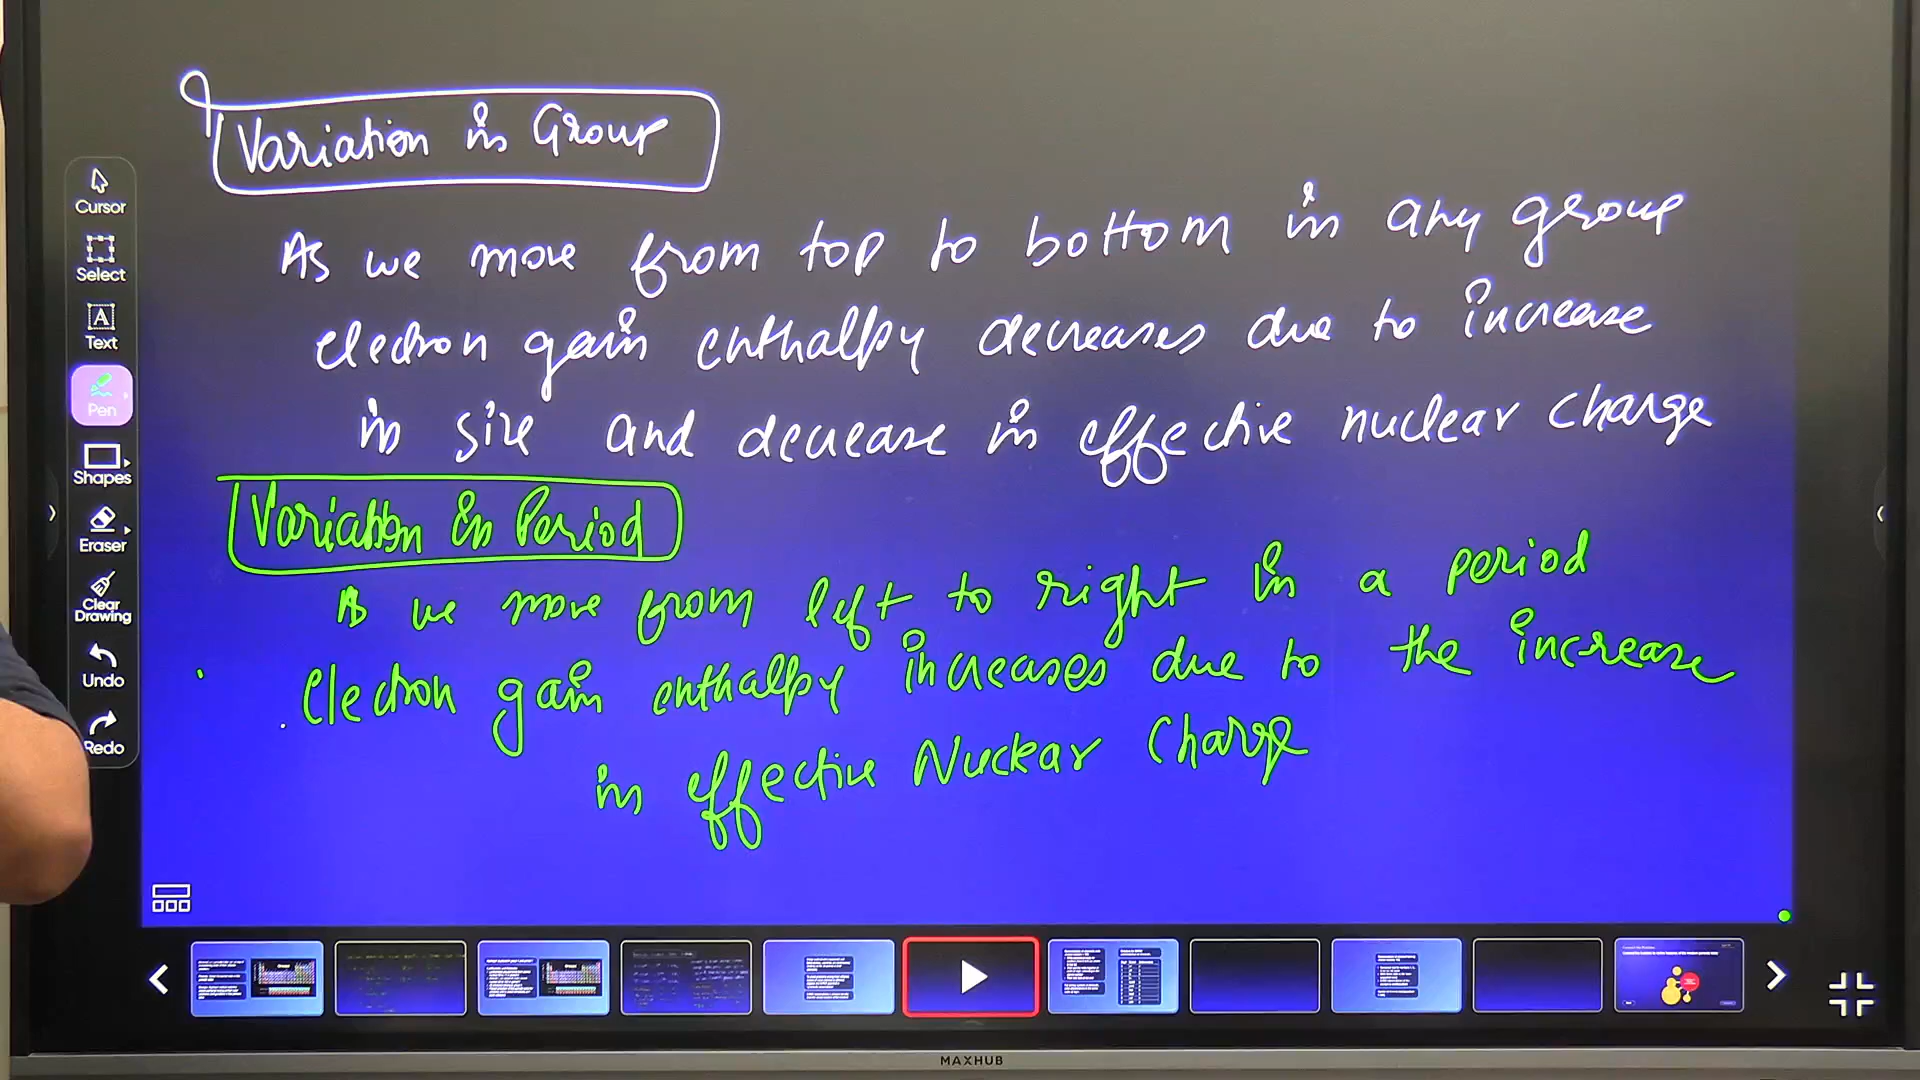 Variation in Group
As we move from top to bottom in any group
electron gain enthalpy decreases due to increase
in size and decrease in effective nuclear charge
Variation in Period
As we move from left to right in a period
Electron gain enthalpy increases due to the increase
in effective Nuclear Charge
Cursor
Select
Text
Pen
Shapes
Eraser
Clear
Drawing
Undo
Redo
MAXHUB